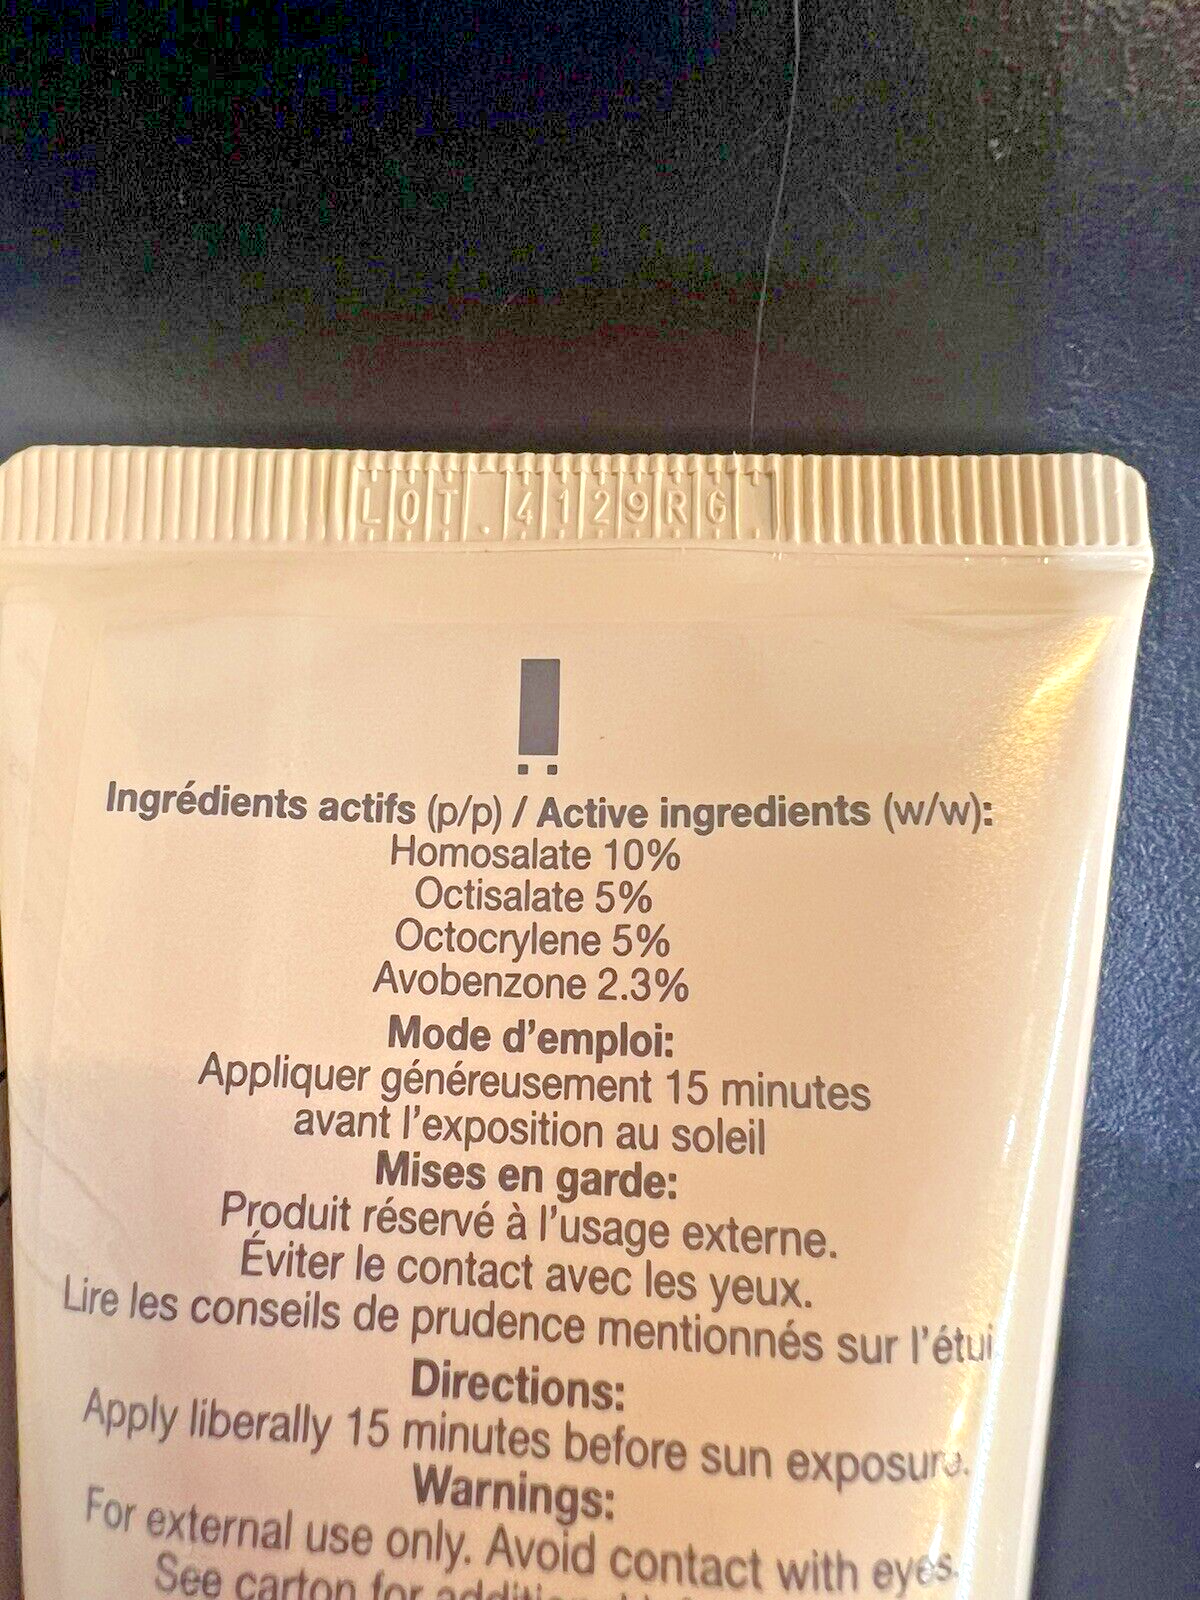 LOT.4129RG
Ingrédients actifs (p/p) / Active ingredients (w/w):
Homosalate 10%
Octisalate 5%
Octocrylene 5%
Avobenzone 2.3%
Mode d'emploi:
Appliquer généreusement 15 minutes
avant l'exposition au soleil
Mises en garde:
Produit réservé à l'usage externe.
Éviter le contact avec les yeux.
Lire les conseils de prudence mentionnés sur l'étui
Directions:
Apply liberally 15 minutes before sun exposure.
Warnings:
For external use only. Avoid contact with eyes.
See carton for